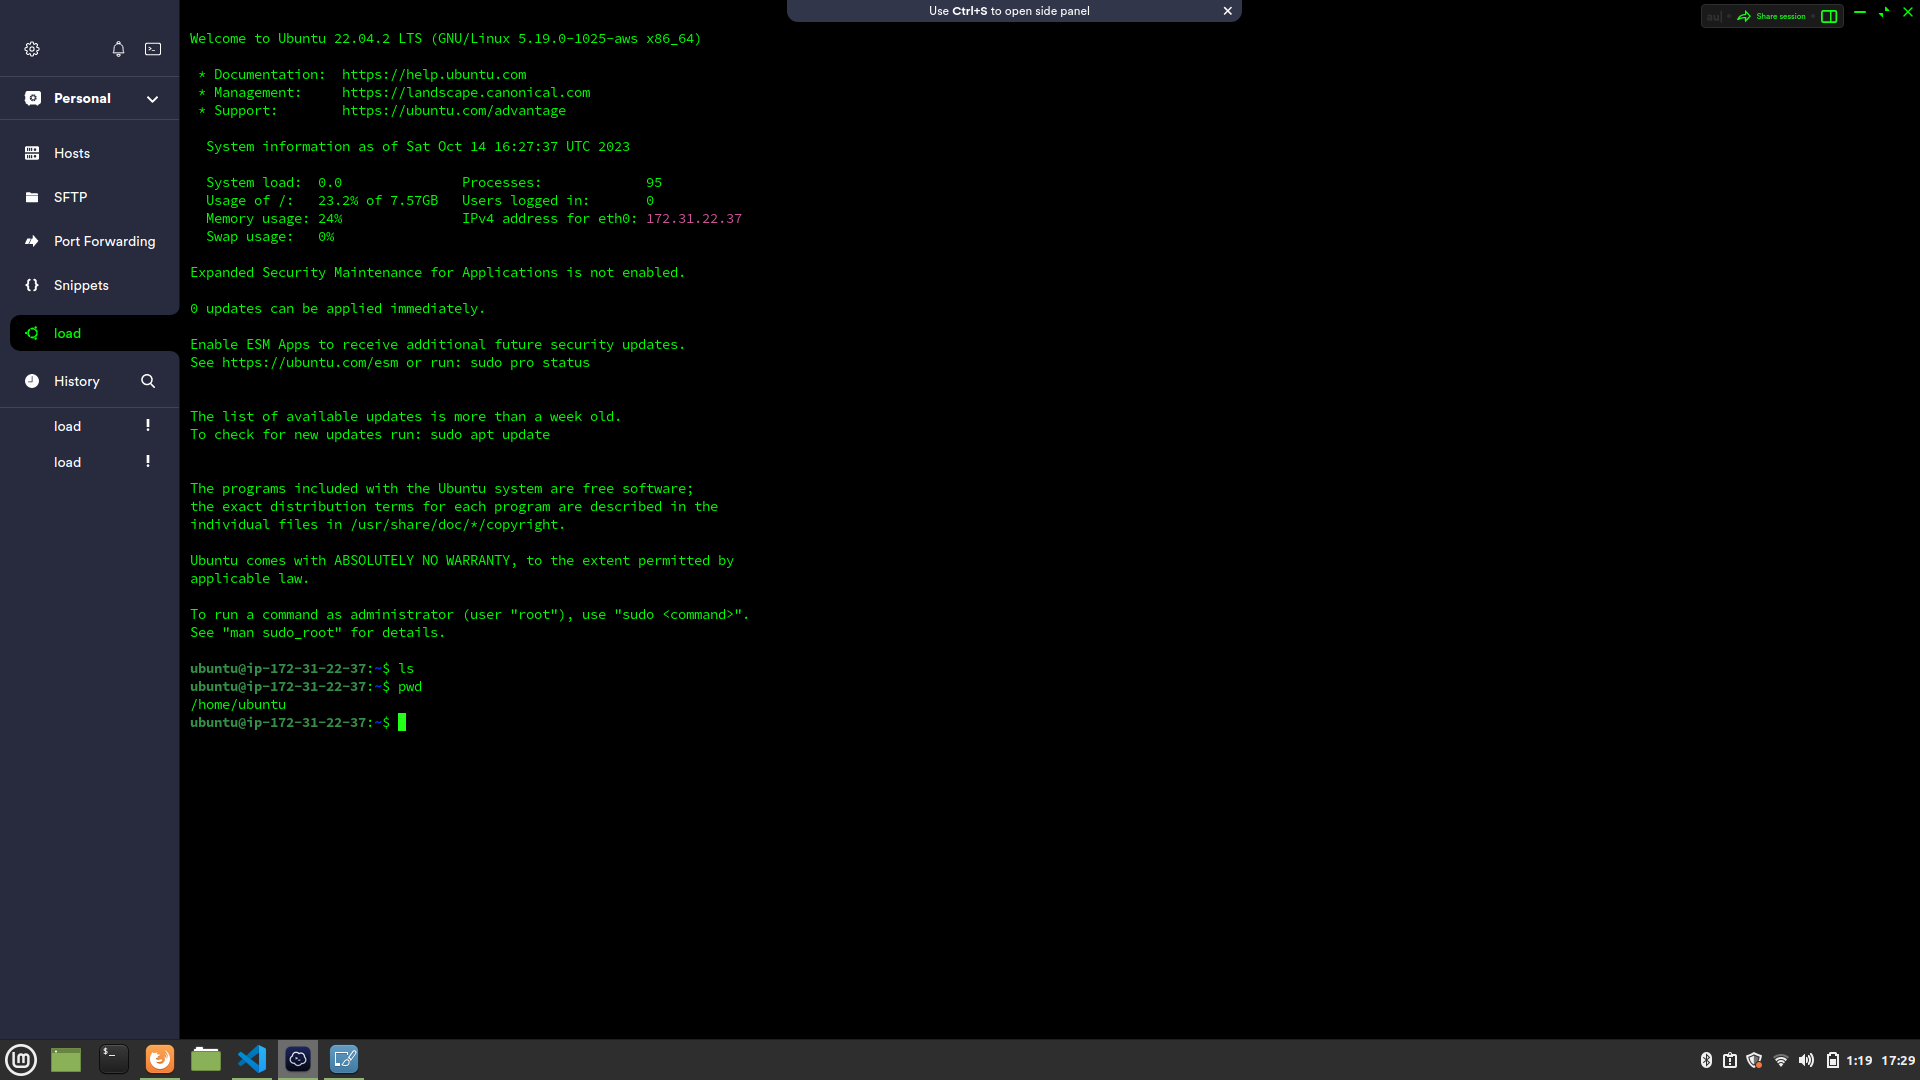 Use Ctrl+S to open side panel
Share session
Personal
Hosts
SFTP
Port Forwarding
Snippets
load
History
load !
load !
Welcome to Ubuntu 22.04.2 LTS (GNU/Linux 5.19.0-1025-aws x86_64)
* Documentation: https://help.ubuntu.com
* Management: https://landscape.canonical.com
* Support: https://ubuntu.com/advantage
System information as of Sat Oct 14 16:27:37 UTC 2023
System load: 0.0 Processes: 95
Usage of /: 23.2% of 7.57GB Users logged in: 0
Memory usage: 24% IPv4 address for eth0: 172.31.22.37
Swap usage: 0%
Expanded Security Maintenance for Applications is not enabled.
0 updates can be applied immediately.
Enable ESM Apps to receive additional future security updates.
See https://ubuntu.com/esm or run: sudo pro status
The list of available updates is more than a week old.
To check for new updates run: sudo apt update
The programs included with the Ubuntu system are free software;
the exact distribution terms for each program are described in the
individual files in /usr/share/doc/*/copyright.
Ubuntu comes with ABSOLUTELY NO WARRANTY, to the extent permitted by
applicable law.
To run a command as administrator (user "root"), use "sudo <command>".
See "man sudo_root" for details.
ubuntu@ip-172-31-22-37:~$ ls
ubuntu@ip-172-31-22-37:~$ pwd
/home/ubuntu
ubuntu@ip-172-31-22-37:~$
1:19 17:29